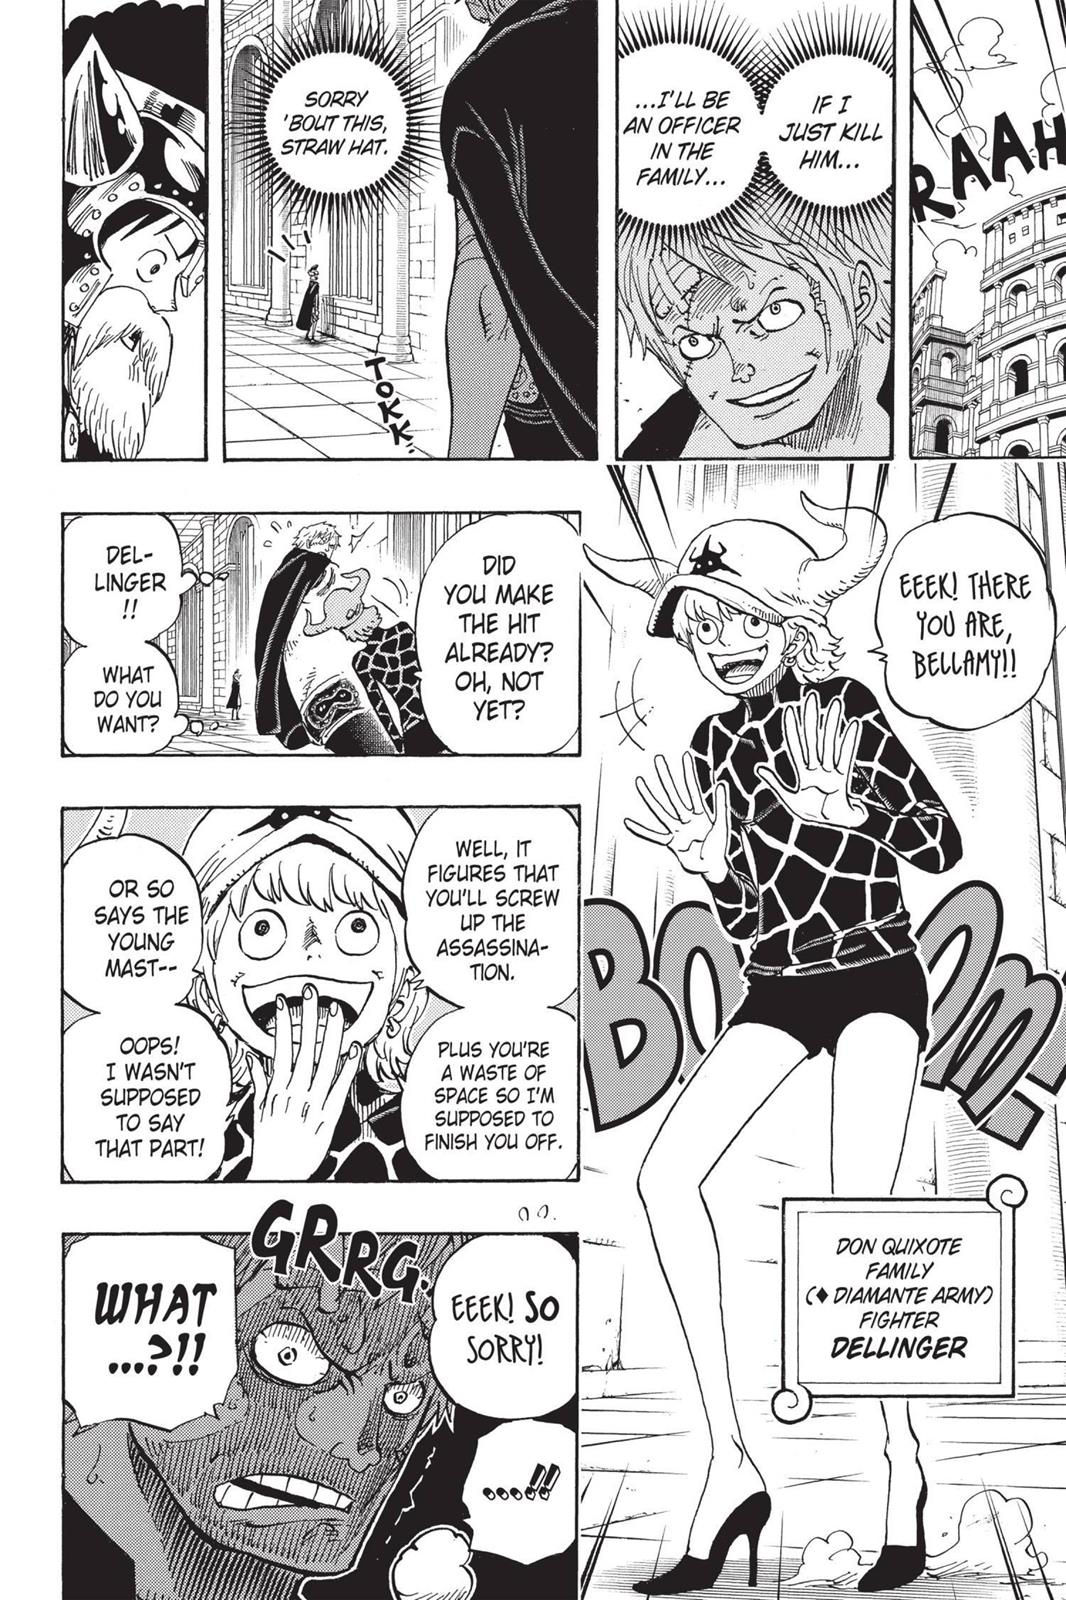 RAAH
IF I
JUST KILL
HIM...
...I'LL BE
AN OFFICER
IN THE
FAMILY...
SORRY
'BOUT THIS,
STRAW HAT.
TOKK.
EEEK! THERE
YOU ARE,
BELLAMY!!
BOOOM!
DON QUIXOTE
FAMILY
(♦ DIAMANTE ARMY)
FIGHTER
DELLINGER
DID
YOU MAKE
THE HIT
ALREADY?
OH, NOT
YET?
DEL-
LINGER
!!
WHAT
DO YOU
WANT?
WELL, IT
FIGURES THAT
YOU'LL SCREW
UP THE
ASSASSINA-
TION.
PLUS YOU'RE
A WASTE OF
SPACE SO I'M
SUPPOSED TO
FINISH YOU OFF.
OR SO
SAYS THE
YOUNG
MAST--
OOPS!
I WASN'T
SUPPOSED
TO SAY
THAT PART!
EEEK! SO
SORRY!
...!!
GRRG.
WHAT
...?!!